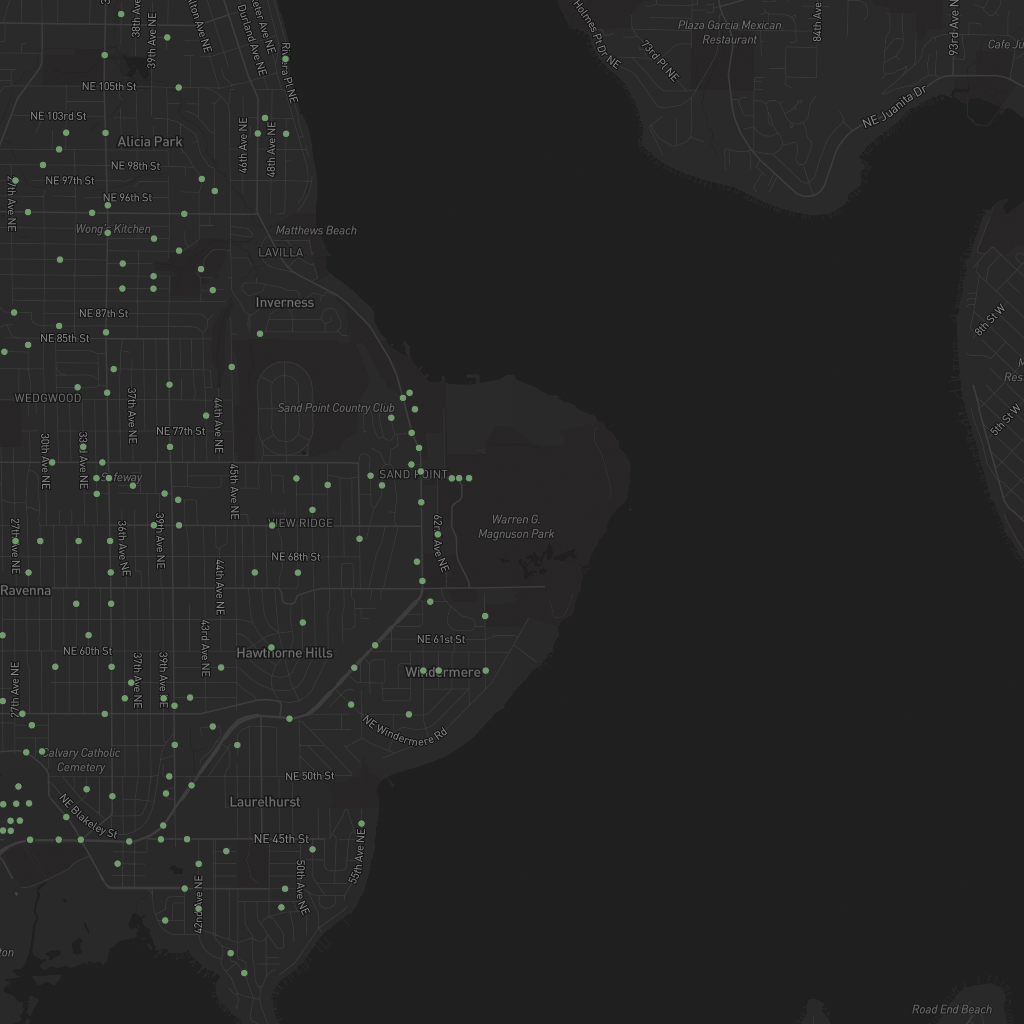 38th Ave
39th Ave NE
Durland Ave NE
Riviera Pl NE
Holmes Pt Dr NE
73rd Pl NE
Plaza Garcia Mexican
Restaurant
84th Ave
93rd Ave N
Cafe Ju
NE Juanita Dr
NE 105th St
NE 103rd St
Alicia Park
46th Ave NE
48th Ave NE
NE 98th St
NE 97th St
27th Ave NE
NE 96th St
Wong's Kitchen
Matthews Beach
LAVILLA
Inverness
NE 87th St
NE 85th St
8th St W
5th St W
WEDGWOOD
37th Ave NE
Sand Point Country Club
44th Ave NE
NE 77th St
30th Ave NE
33rd Ave NE
Safeway
45th Ave NE
SAND POINT
VIEW RIDGE
Warren G.
Magnuson Park
27th Ave NE
36th Ave NE
39th Ave NE
62nd Ave NE
NE 68th St
44th Ave NE
Ravenna
NE 60th St
43rd Ave NE
Hawthorne Hills
NE 61st St
Windermere
27th Ave NE
37th Ave NE
39th Ave NE
NE Windermere Rd
Calvary Catholic
Cemetery
NE 50th St
Laurelhurst
NE Blakeley St
NE 45th St
55th Ave NE
50th Ave NE
42nd Ave NE
ton
Road End Beach